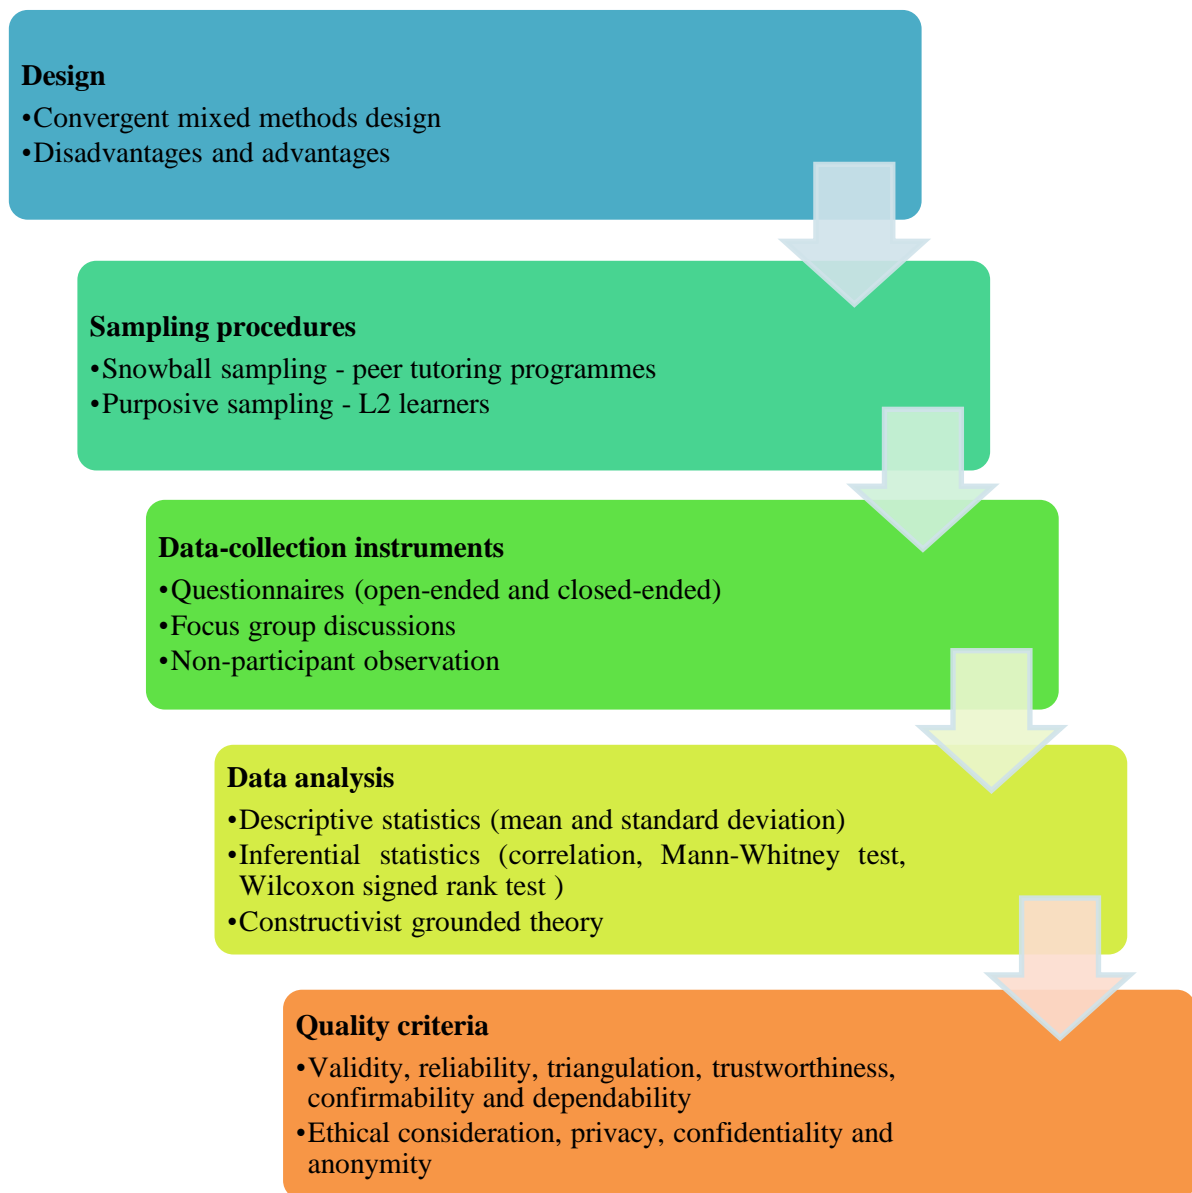 Design
•Convergent mixed methods design
•Disadvantages and advantages
Sampling procedures
•Snowball sampling - peer tutoring programmes
•Purposive sampling - L2 learners
Data-collection instruments
•Questionnaires (open-ended and closed-ended)
•Focus group discussions
•Non-participant observation
Data analysis
•Descriptive statistics (mean and standard deviation)
•Inferential statistics (correlation, Mann-Whitney test,
Wilcoxon signed rank test )
•Constructivist grounded theory
Quality criteria
•Validity, reliability, triangulation, trustworthiness,
confirmability and dependability
•Ethical consideration, privacy, confidentiality and
anonymity